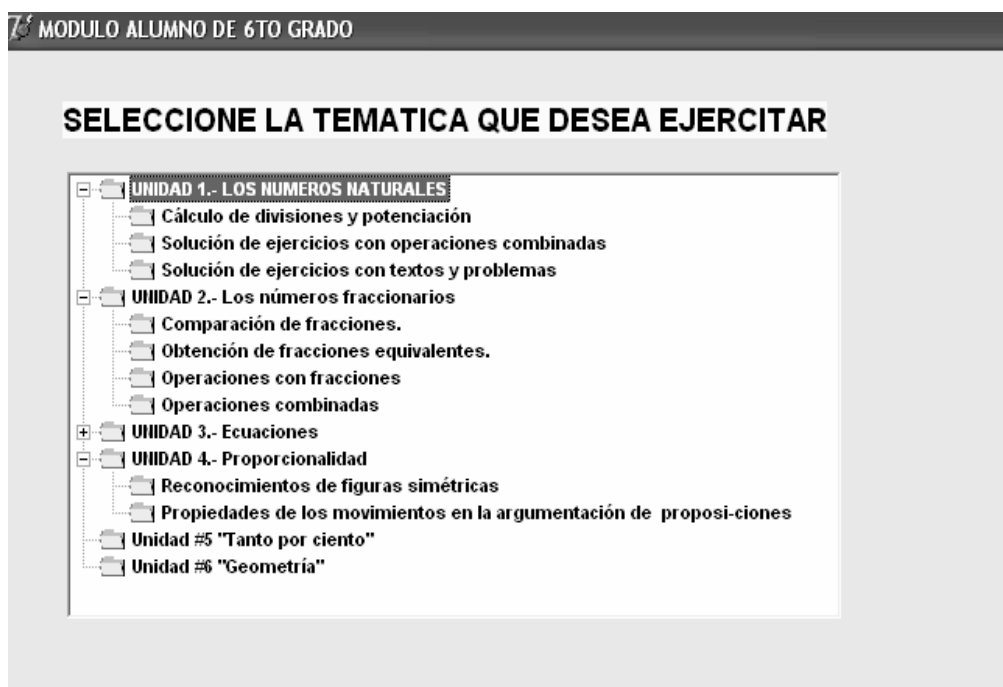 MODULO ALUMNO DE 6TO GRADO
SELECCIONE LA TEMATICA QUE DESEA EJERCITAR
UNIDAD 1.- LOS NUMEROS NATURALES
Cálculo de divisiones y potenciación
Solución de ejercicios con operaciones combinadas
Solución de ejercicios con textos y problemas
UNIDAD 2.- Los números fraccionarios
Comparación de fracciones.
Obtención de fracciones equivalentes.
Operaciones con fracciones
Operaciones combinadas
UNIDAD 3.- Ecuaciones
UNIDAD 4.- Proporcionalidad
Reconocimientos de figuras simétricas
Propiedades de los movimientos en la argumentación de  proposi-ciones
Unidad #5 "Tanto por ciento"
Unidad #6 "Geometría"